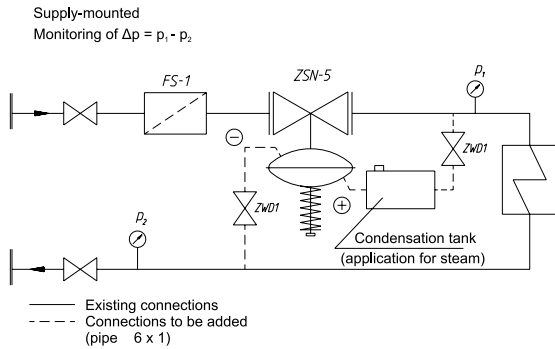 Supply-mounted
Monitoring of Δp = p₁ - p₂
FS-1
ZSN-5
p₁
−
ZWD1
ZWD1
+
p₂
Condensation tank
(application for steam)
Existing connections
Connections to be added
(pipe 6 x 1)